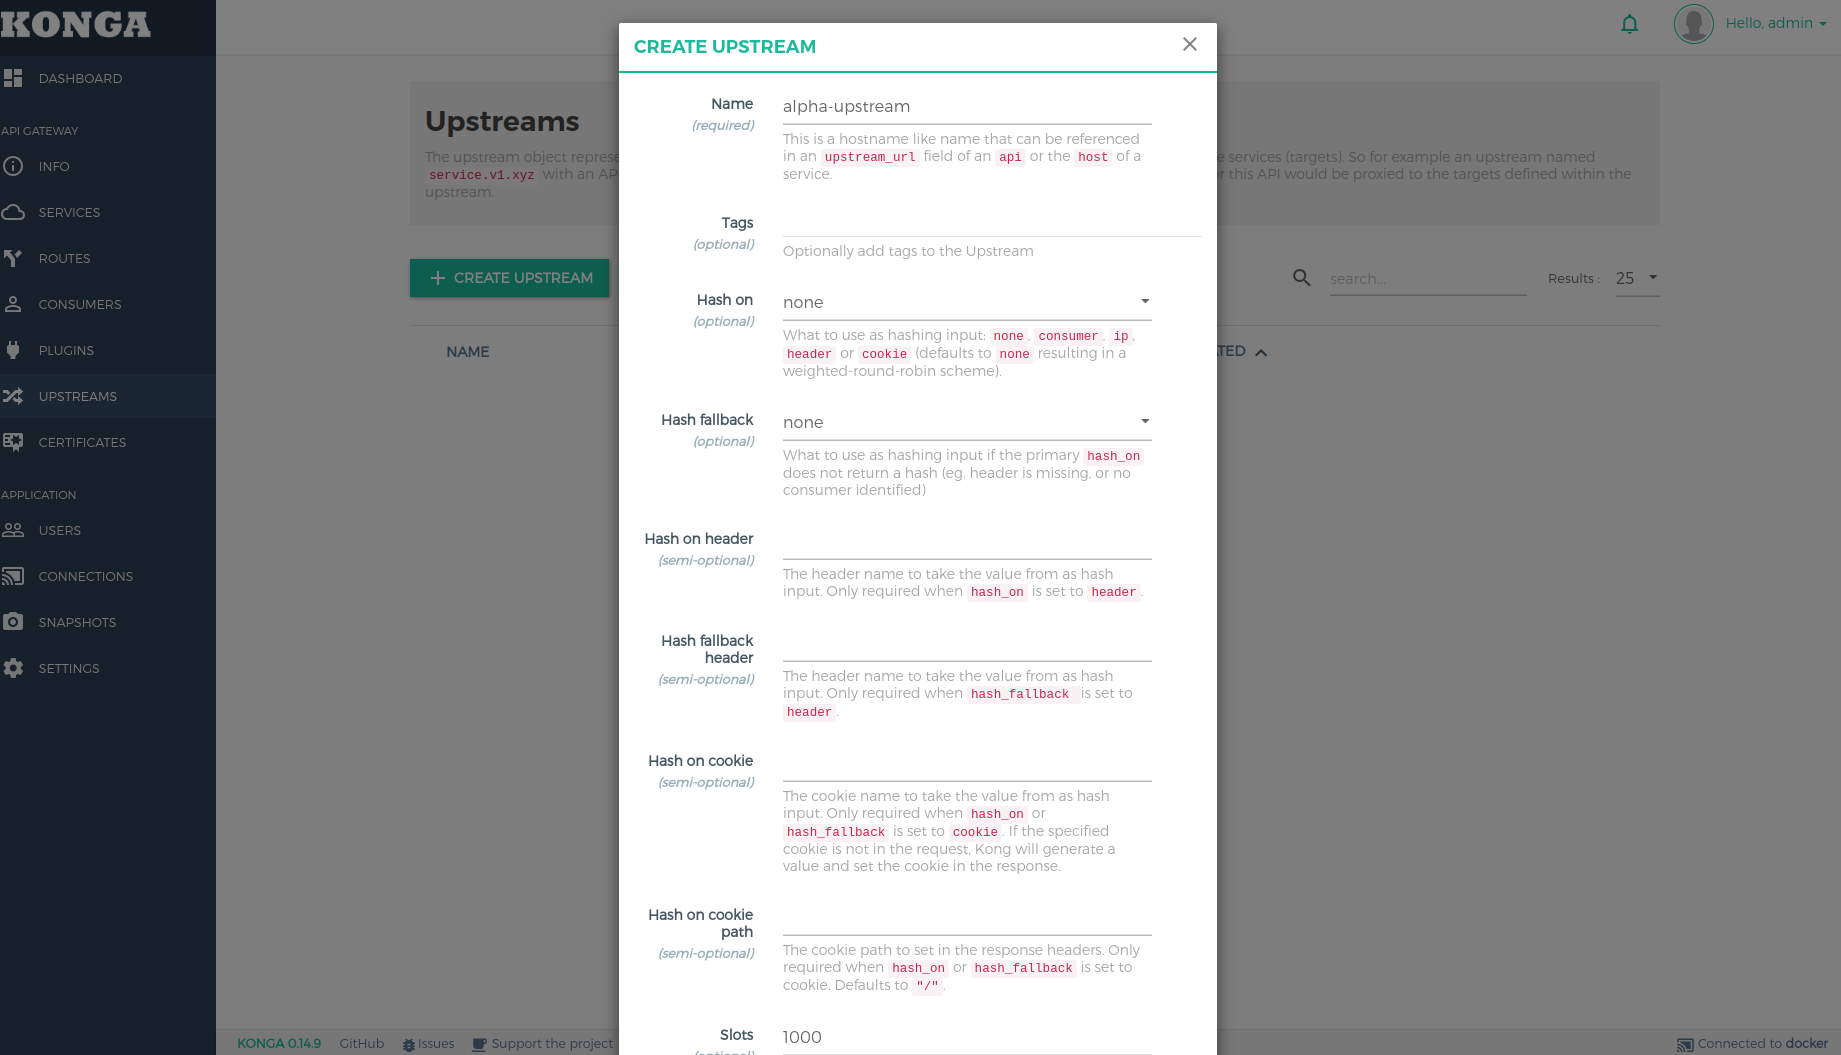 KONGA
DASHBOARD
API GATEWAY
INFO
SERVICES
ROUTES
CONSUMERS
PLUGINS
UPSTREAMS
CERTIFICATES
APPLICATION
USERS
CONNECTIONS
SNAPSHOTS
SETTINGS
Hello, admin
Upstreams
The upstream object
service.v1.xyz with an
upstream.
e services (targets). So for example an upstream named
or this API would be proxied to the targets defined within the
CREATE UPSTREAM
search...
Results :
25
NAME
CREATE UPSTREAM
Name
(required)
alpha-upstream
This is a hostname like name that can be referenced
in an upstream_url field of an api or the host of a
service.
Tags
(optional)
Optionally add tags to the Upstream
Hash on
(optional)
none
What to use as hashing input: none, consumer, ip,
header or cookie (defaults to none resulting in a
weighted-round-robin scheme).
Hash fallback
(optional)
none
What to use as hashing input if the primary hash_on
does not return a hash (eg. header is missing, or no
consumer identified)
Hash on header
(semi-optional)
The header name to take the value from as hash
input. Only required when hash_on is set to header.
Hash fallback
header
(semi-optional)
The header name to take the value from as hash
input. Only required when hash_fallback is set to
header.
Hash on cookie
(semi-optional)
The cookie name to take the value from as hash
input. Only required when hash_on or
hash_fallback is set to cookie. If the specified
cookie is not in the request, Kong will generate a
value and set the cookie in the response.
Hash on cookie
path
(semi-optional)
The cookie path to set in the response headers. Only
required when hash_on or hash_fallback is set to
cookie. Defaults to "/".
Slots
1000
KONGA 0.14.9
GitHub
Issues
Support the project
Connected to docker